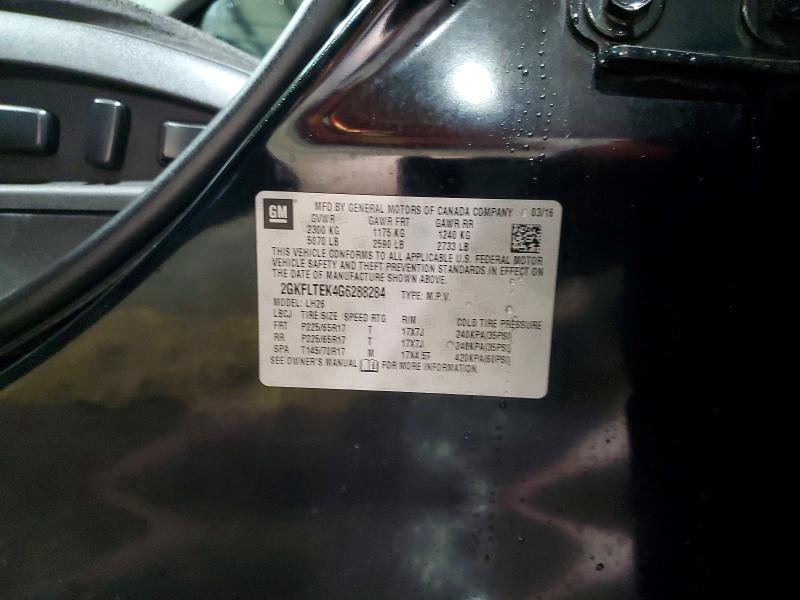 GM
MFD BY GENERAL MOTORS OF CANADA COMPANY 03/16
GVWR GAWR FRT GAWR RR
2300 KG 1175 KG 1240 KG
5070 LB 2590 LB 2733 LB
THIS VEHICLE CONFORMS TO ALL APPLICABLE U.S. FEDERAL MOTOR
VEHICLE SAFETY AND THEFT PREVENTION STANDARDS IN EFFECT ON
THE DATE OF MANUFACTURE SHOWN ABOVE.
2GKFLTEK4G6288284 TYPE: M.P.V.
MODEL: LH26
LBCJ TIRE SIZE SPEED RTG RIM COLD TIRE PRESSURE
FRT P225/65R17 T 17X7J 240KPA(35PSI)
RR P225/65R17 T 17X7J 240KPA(35PSI)
SPA T145/70R17 M 17X4.5T 420KPA(60PSI)
SEE OWNER'S MANUAL FOR MORE INFORMATION.